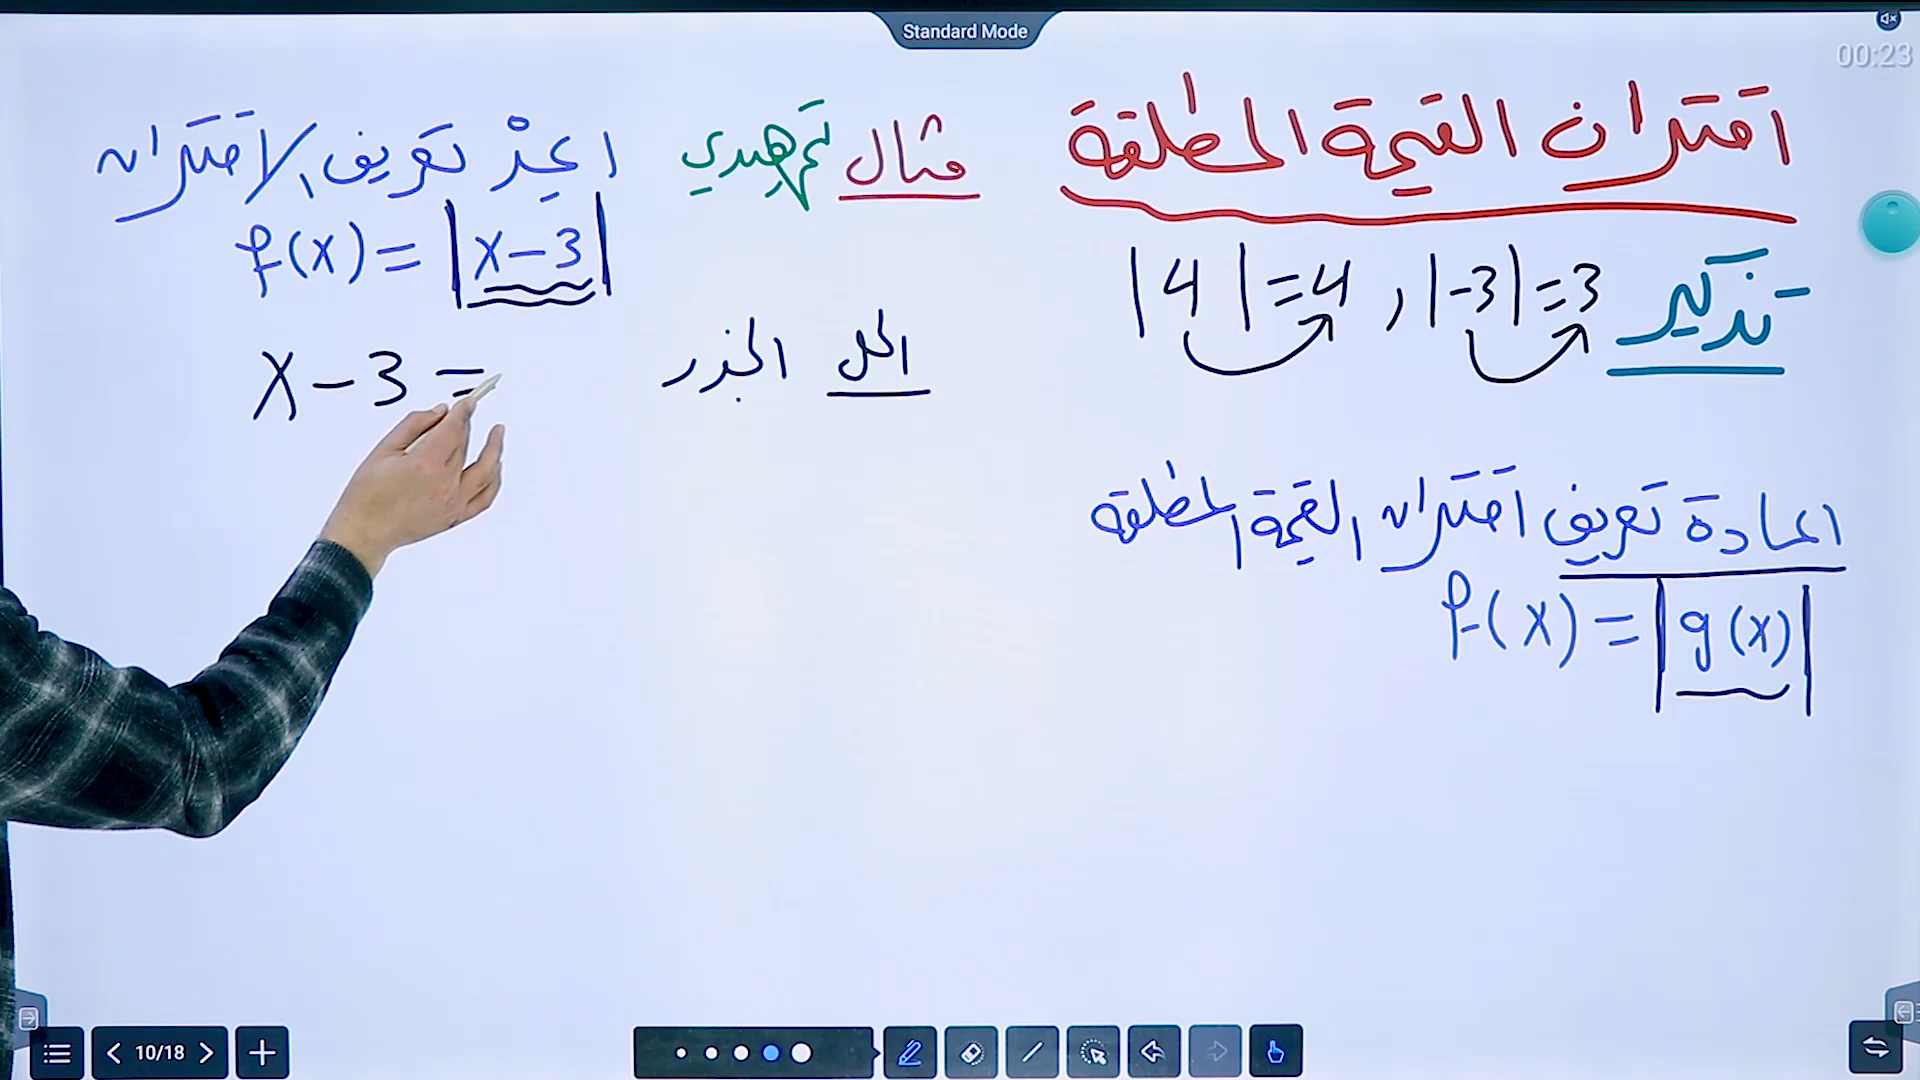 Standard Mode
00:23
اقتران القيمة المطلقة
تذكير |4| = 4 , |-3| = 3
اعادة تعريف اقتران القيمة المطلقة
f(x) = |g(x)|
مثال تمهيدي اعِدْ تعريف الاقتران
f(x) = |x-3|
الحل الجذر
x-3 =
10/18